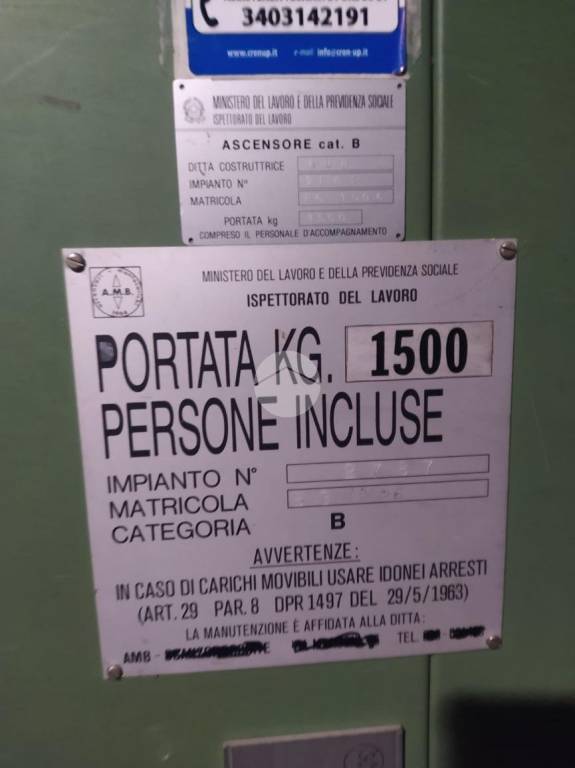 3403142191
www.crenup.it e-mail info@cren-up.it
MINISTERO DEL LAVORO E DELLA PREVIDENZA SOCIALE
ISPETTORATO DEL LAVORO
ASCENSORE cat. B
DITTA COSTRUTTRICE
IMPIANTO N°
MATRICOLA
PORTATA kg
COMPRESO IL PERSONALE D'ACCOMPAGNAMENTO
A.M.B.
MINISTERO DEL LAVORO E DELLA PREVIDENZA SOCIALE
ISPETTORATO DEL LAVORO
PORTATA KG. 1500
PERSONE INCLUSE
IMPIANTO N°
MATRICOLA
CATEGORIA B
AVVERTENZE:
IN CASO DI CARICHI MOVIBILI USARE IDONEI ARRESTI
(ART. 29 PAR. 8 DPR 1497 DEL 29/5/1963)
LA MANUTENZIONE È AFFIDATA ALLA DITTA:
AMB - TEL.